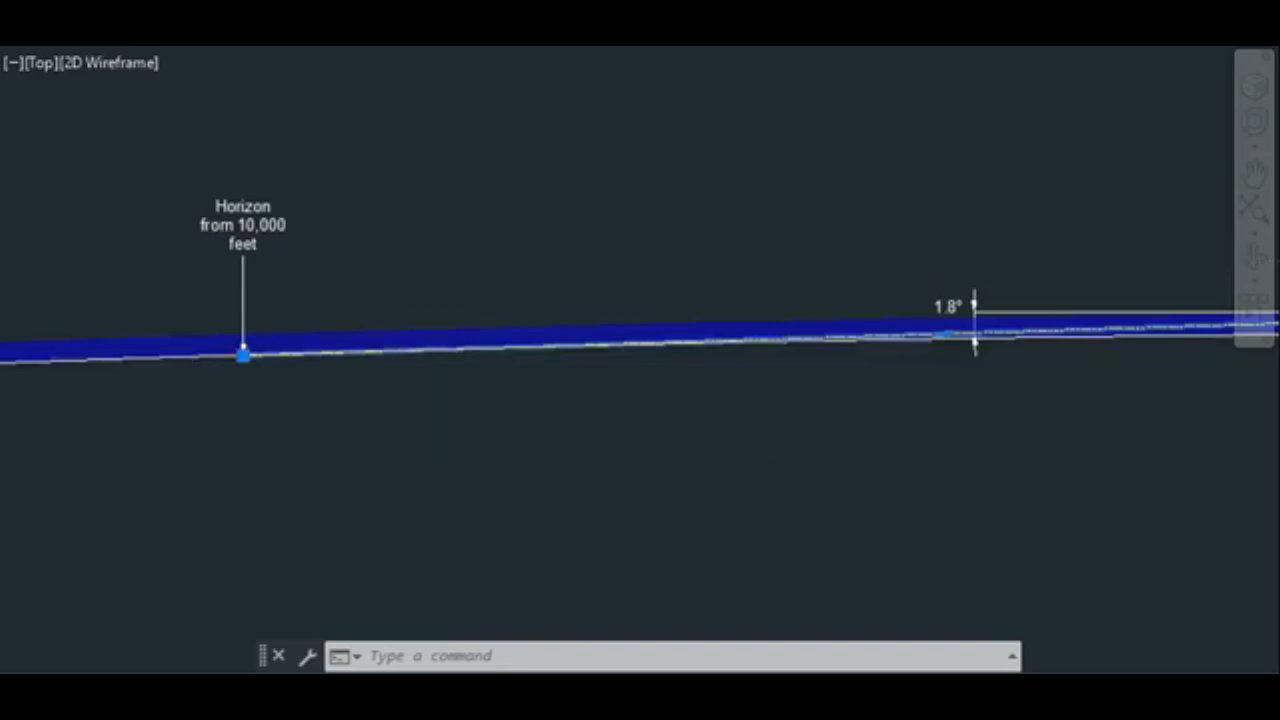 [−][Top][2D Wireframe]
Horizon
from 10,000
feet
1.8°
Type a command